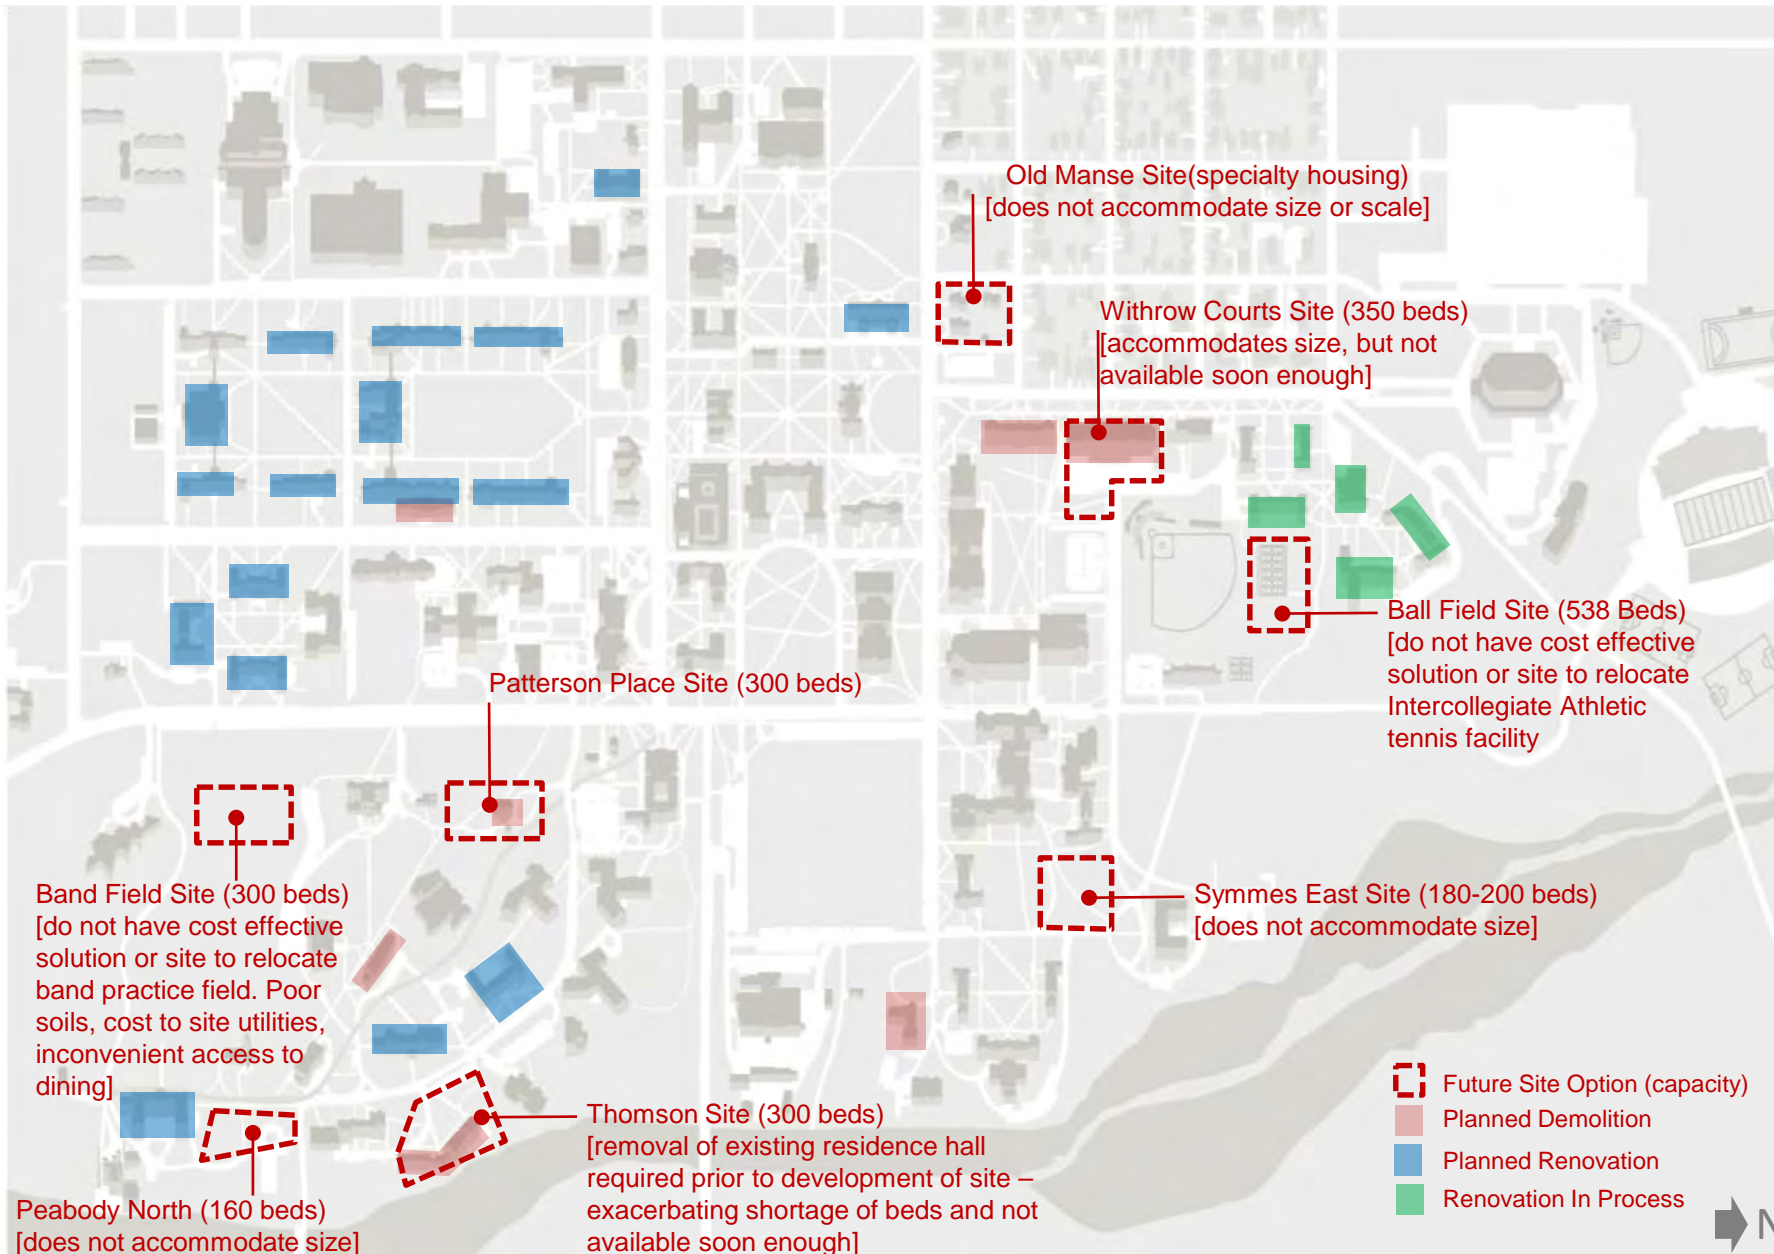 Old Manse Site(specialty housing)
[does not accommodate size or scale]
Withrow Courts Site (350 beds)
[accommodates size, but not
available soon enough]
Ball Field Site (538 Beds)
[do not have cost effective
solution or site to relocate
Intercollegiate Athletic
tennis facility
Patterson Place Site (300 beds)
Band Field Site (300 beds)
[do not have cost effective
solution or site to relocate
band practice field. Poor
soils, cost to site utilities,
inconvenient access to
dining]
Symmes East Site (180-200 beds)
[does not accommodate size]
Thomson Site (300 beds)
[removal of existing residence hall
required prior to development of site –
exacerbating shortage of beds and not
available soon enough]
Peabody North (160 beds)
[does not accommodate size]
Future Site Option (capacity)
Planned Demolition
Planned Renovation
Renovation In Process
N